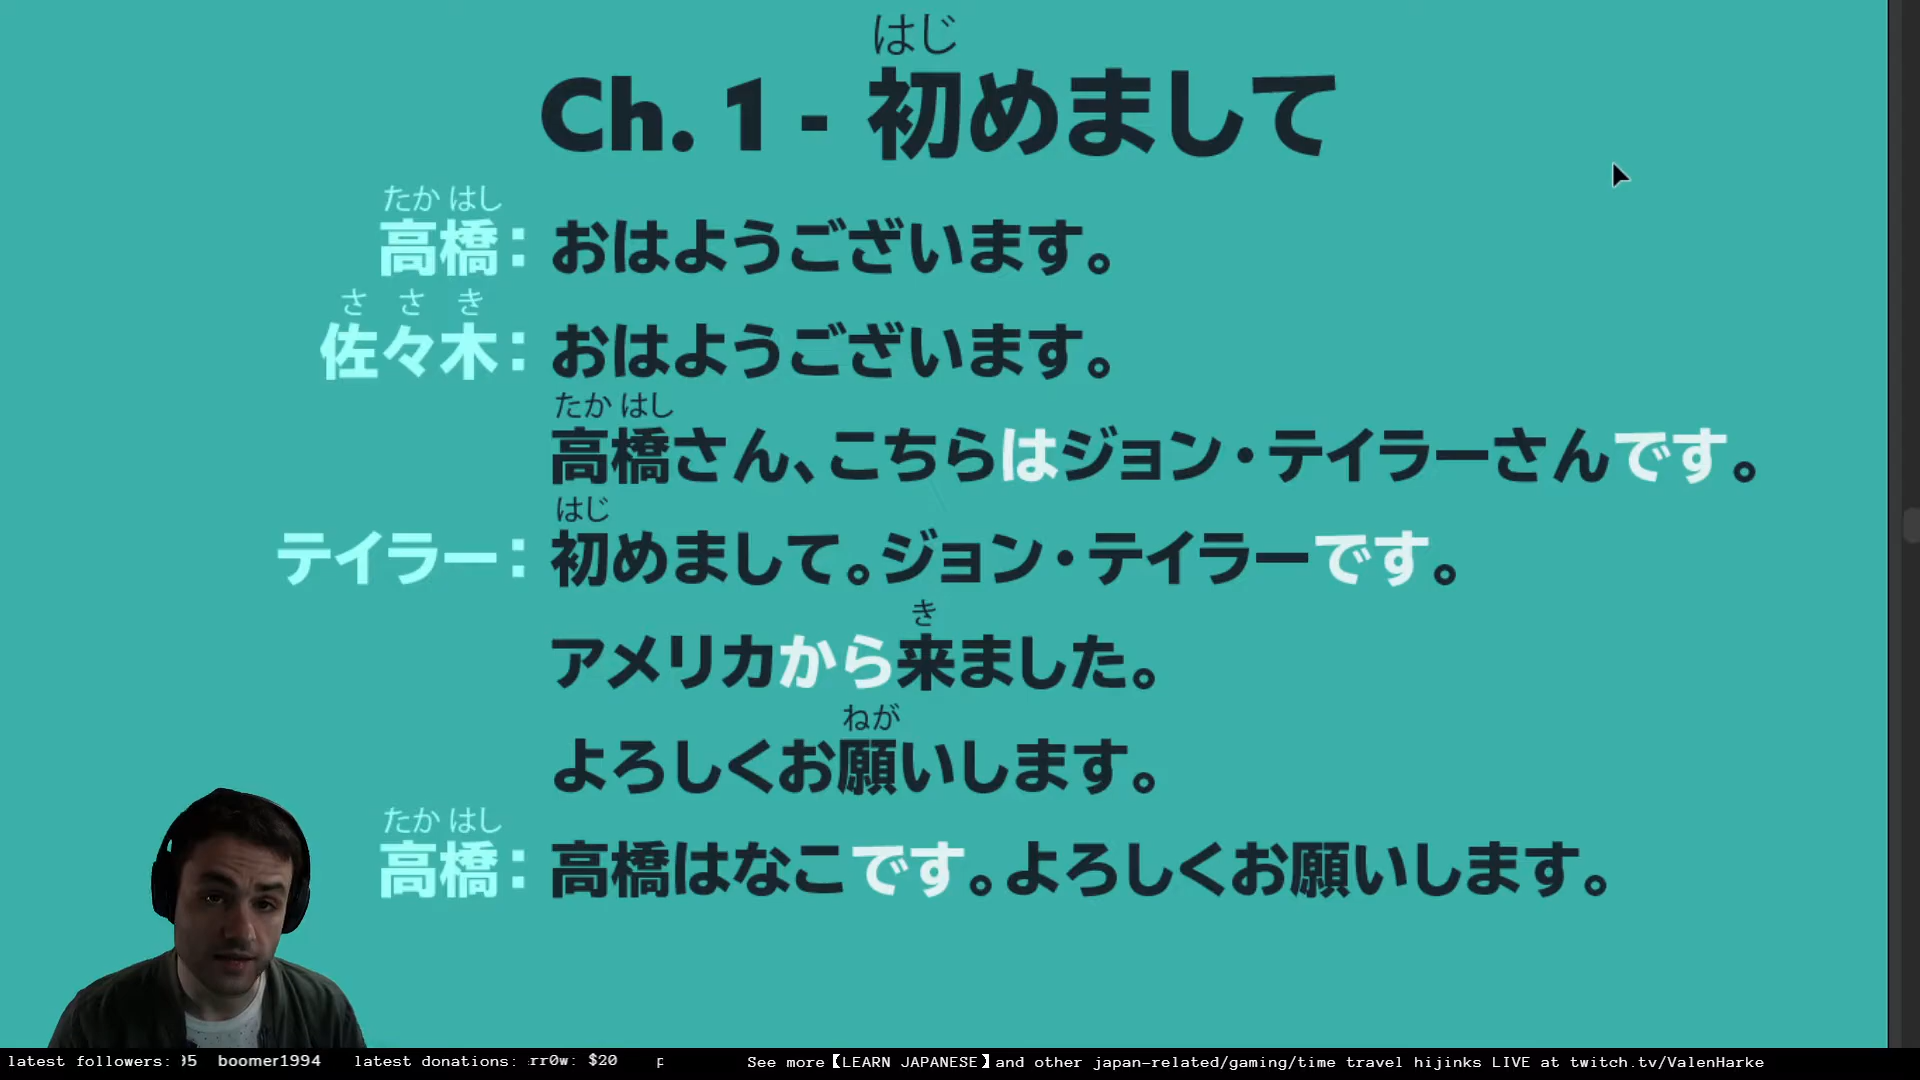 はじ
Ch. 1 - 初めまして
たか はし
高橋：おはようございます。
さ さ き
佐々木：おはようございます。
たか はし
高橋さん、こちらはジョン・テイラーさんです。
はじ
テイラー：初めまして。ジョン・テイラーです。
き
アメリカから来ました。
ねが
よろしくお願いします。
たか はし
高橋：高橋はなこです。よろしくお願いします。
latest followers: 95 boomer1994 latest donations: rr0w: $20 See more【LEARN JAPANESE】and other japan-related/gaming/time travel hijinks LIVE at twitch.tv/ValenHarke